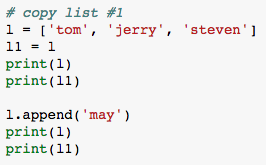 # copy list #1
l = ['tom', 'jerry', 'steven']
l1 = l
print(l)
print(l1)

l.append('may')
print(l)
print(l1)